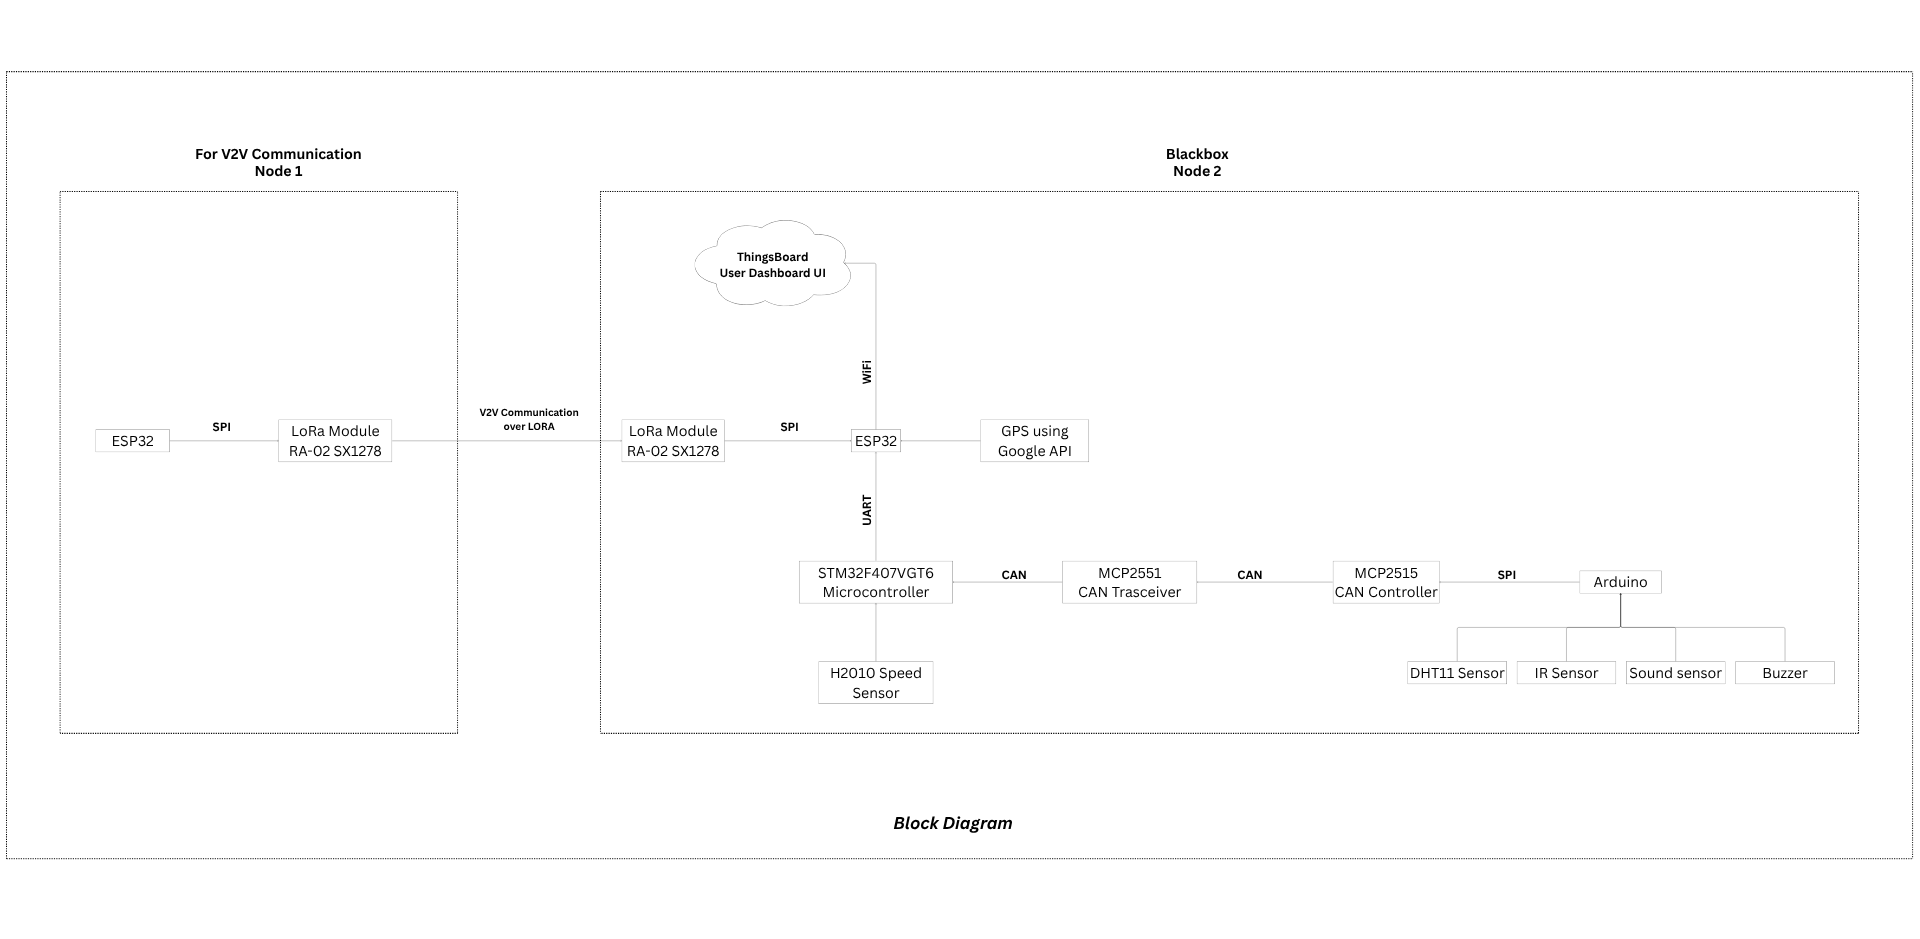 For V2V Communication
Node 1
Blackbox
Node 2
ThingsBoard
User Dashboard UI
WiFi
V2V Communication
over LORA
ESP32
SPI
LoRa Module
RA-02 SX1278
LoRa Module
RA-02 SX1278
SPI
ESP32
GPS using
Google API
UART
STM32F407VGT6
Microcontroller
CAN
MCP2551
CAN Trasceiver
CAN
MCP2515
CAN Controller
SPI
Arduino
H2010 Speed
Sensor
DHT11 Sensor
IR Sensor
Sound sensor
Buzzer
Block Diagram